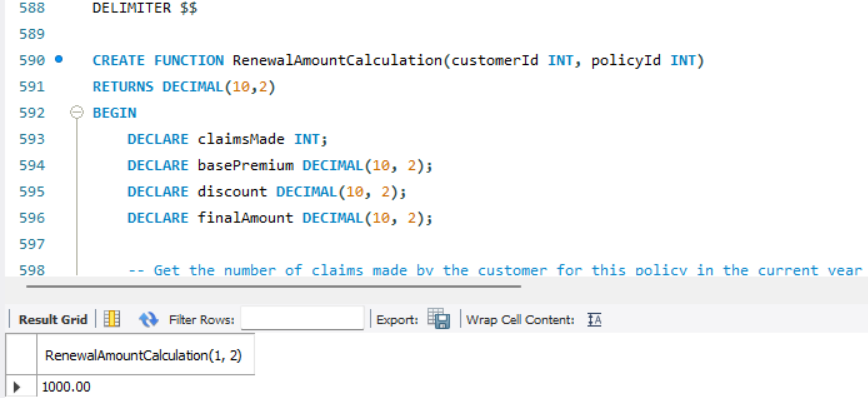 588 DELIMITER $$
589
590 CREATE FUNCTION RenewalAmountCalculation(customerId INT, policyId INT)
591 RETURNS DECIMAL(10,2)
592 BEGIN
593 DECLARE claimsMade INT;
594 DECLARE basePremium DECIMAL(10, 2);
595 DECLARE discount DECIMAL(10, 2);
596 DECLARE finalAmount DECIMAL(10, 2);
597
598 -- Get the number of claims made by the customer for this policy in the current year
Result Grid Filter Rows: Export: Wrap Cell Content: IA
RenewalAmountCalculation(1, 2)
1000.00